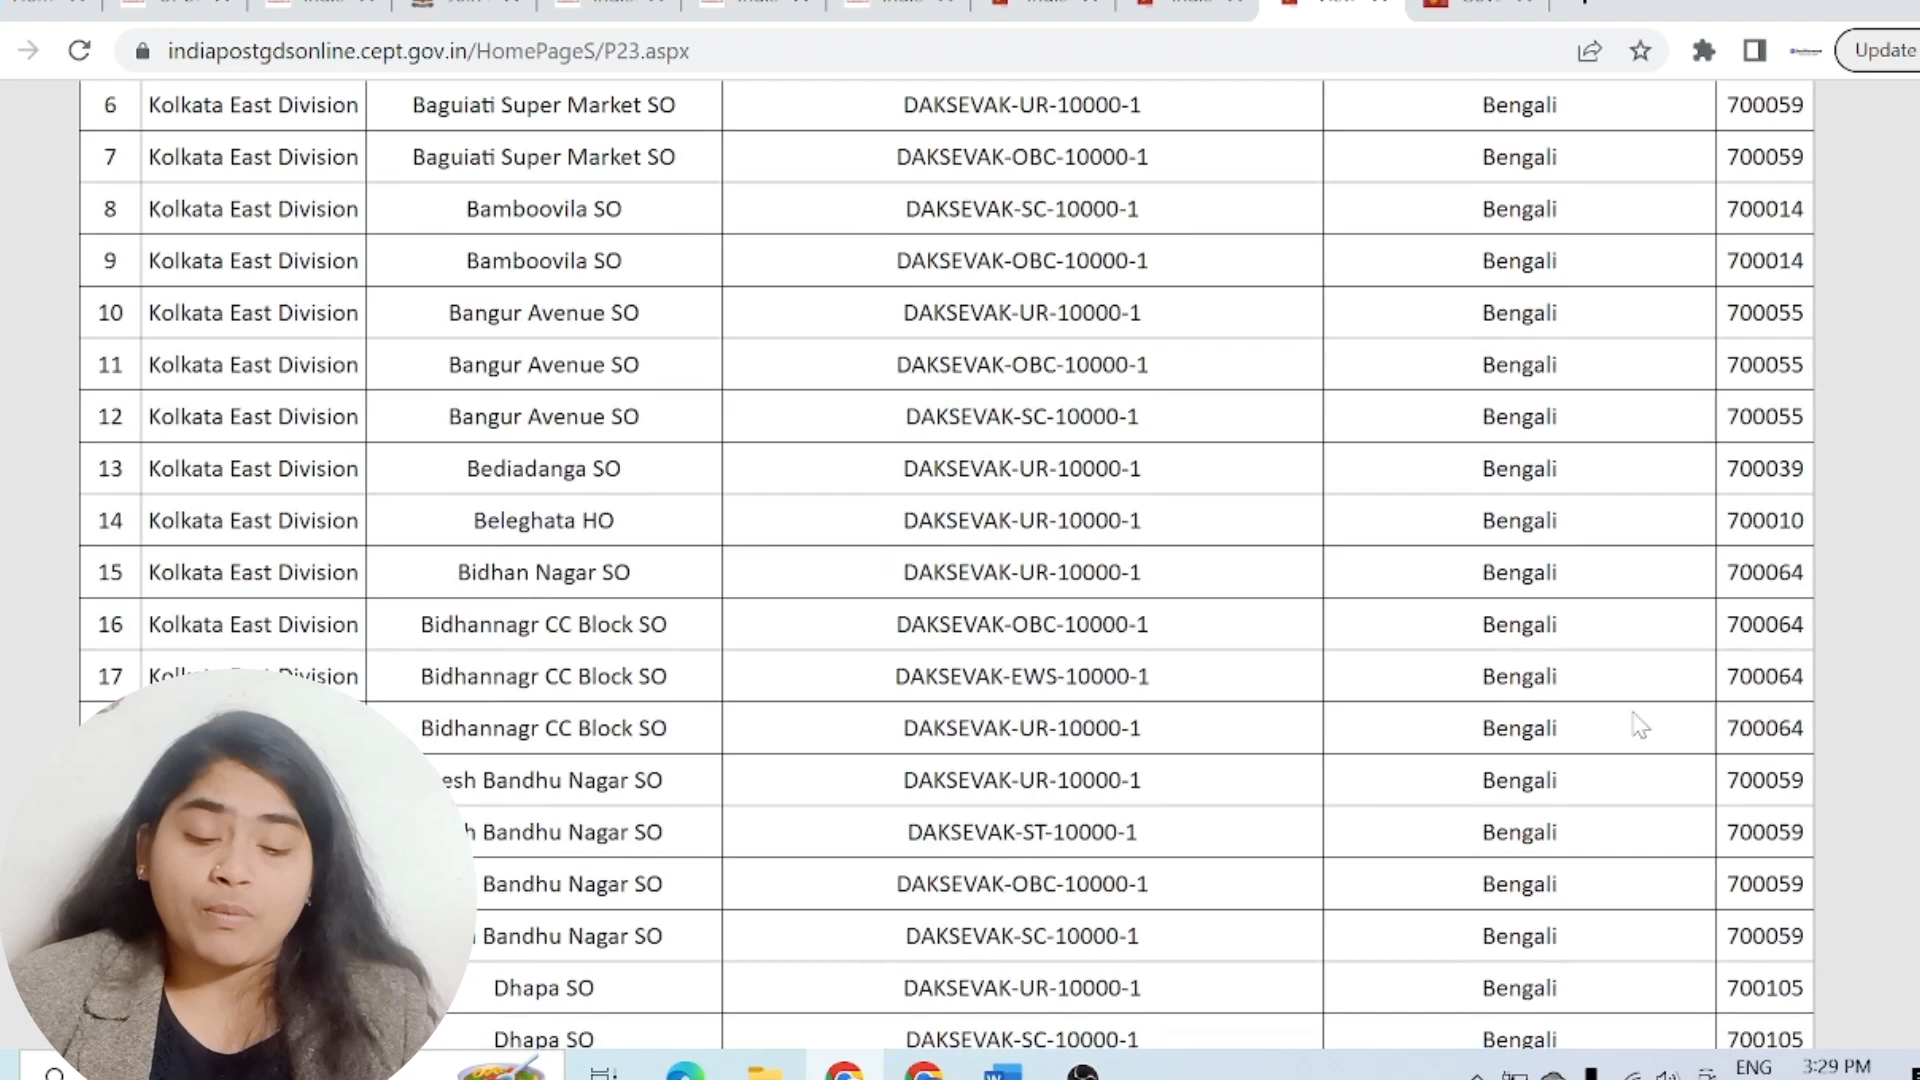 indiapostgdsonline.cept.gov.in/HomePageS/P23.aspx
Update
6 Kolkata East Division Baguiati Super Market SO DAKSEVAK-UR-10000-1 Bengali 700059
7 Kolkata East Division Baguiati Super Market SO DAKSEVAK-OBC-10000-1 Bengali 700059
8 Kolkata East Division Bamboovila SO DAKSEVAK-SC-10000-1 Bengali 700014
9 Kolkata East Division Bamboovila SO DAKSEVAK-OBC-10000-1 Bengali 700014
10 Kolkata East Division Bangur Avenue SO DAKSEVAK-UR-10000-1 Bengali 700055
11 Kolkata East Division Bangur Avenue SO DAKSEVAK-OBC-10000-1 Bengali 700055
12 Kolkata East Division Bangur Avenue SO DAKSEVAK-SC-10000-1 Bengali 700055
13 Kolkata East Division Bediadanga SO DAKSEVAK-UR-10000-1 Bengali 700039
14 Kolkata East Division Beleghata HO DAKSEVAK-UR-10000-1 Bengali 700010
15 Kolkata East Division Bidhan Nagar SO DAKSEVAK-UR-10000-1 Bengali 700064
16 Kolkata East Division Bidhannagr CC Block SO DAKSEVAK-OBC-10000-1 Bengali 700064
17 Division Bidhannagr CC Block SO DAKSEVAK-EWS-10000-1 Bengali 700064
Bidhannagr CC Block SO DAKSEVAK-UR-10000-1 Bengali 700064
esh Bandhu Nagar SO DAKSEVAK-UR-10000-1 Bengali 700059
h Bandhu Nagar SO DAKSEVAK-ST-10000-1 Bengali 700059
Bandhu Nagar SO DAKSEVAK-OBC-10000-1 Bengali 700059
Bandhu Nagar SO DAKSEVAK-SC-10000-1 Bengali 700059
Dhapa SO DAKSEVAK-UR-10000-1 Bengali 700105
Dhapa SO DAKSEVAK-SC-10000-1 Bengali 700105
ENG 3:29 PM